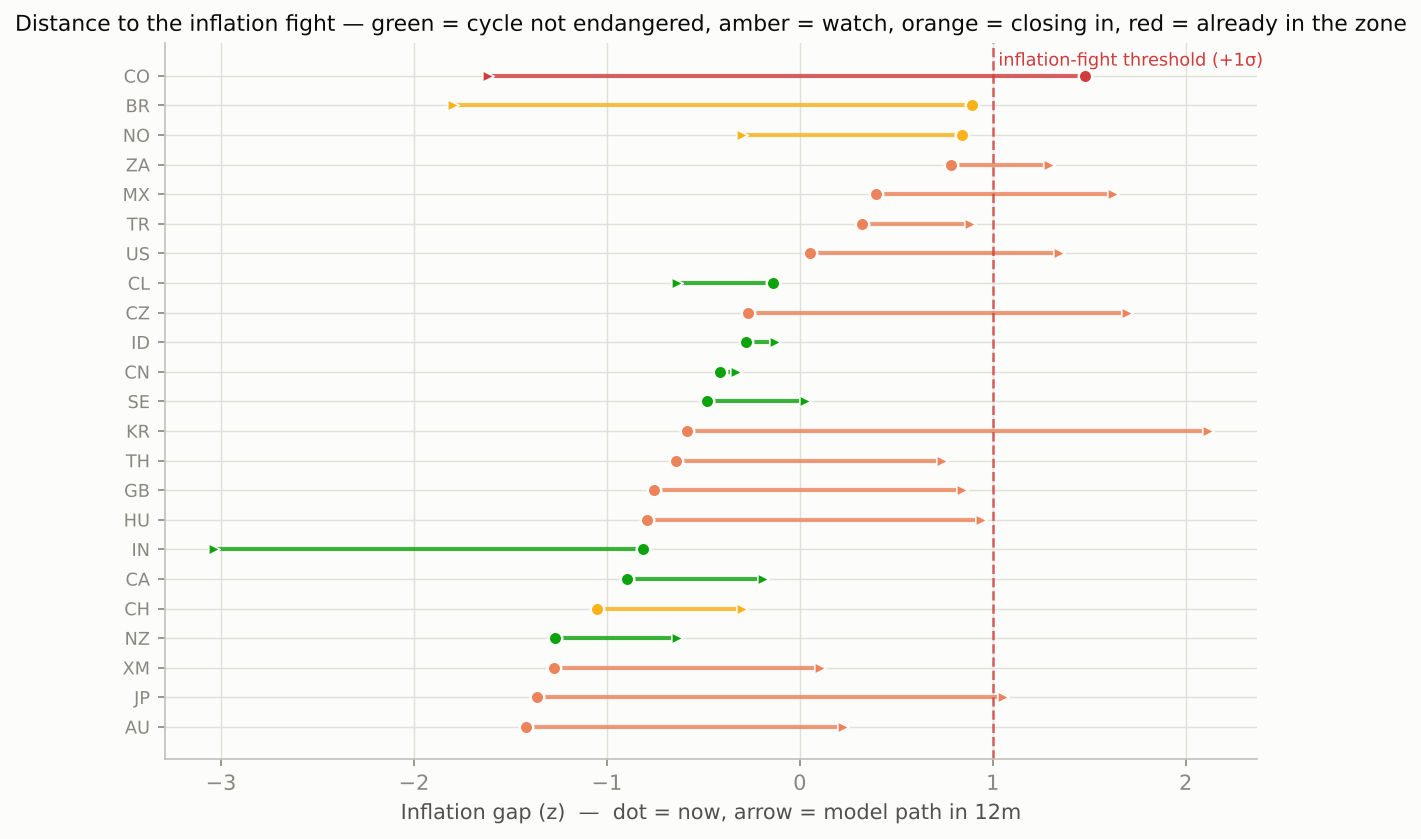 Distance to the inflation fight — green = cycle not endangered, amber = watch, orange = closing in, red = already in the zone
inflation-fight threshold (+1σ)
CO
BR
NO
ZA
MX
TR
US
CL
CZ
ID
CN
SE
KR
TH
GB
HU
IN
CA
CH
NZ
XM
JP
AU
−3 −2 −1 0 1 2
Inflation gap (z) — dot = now, arrow = model path in 12m